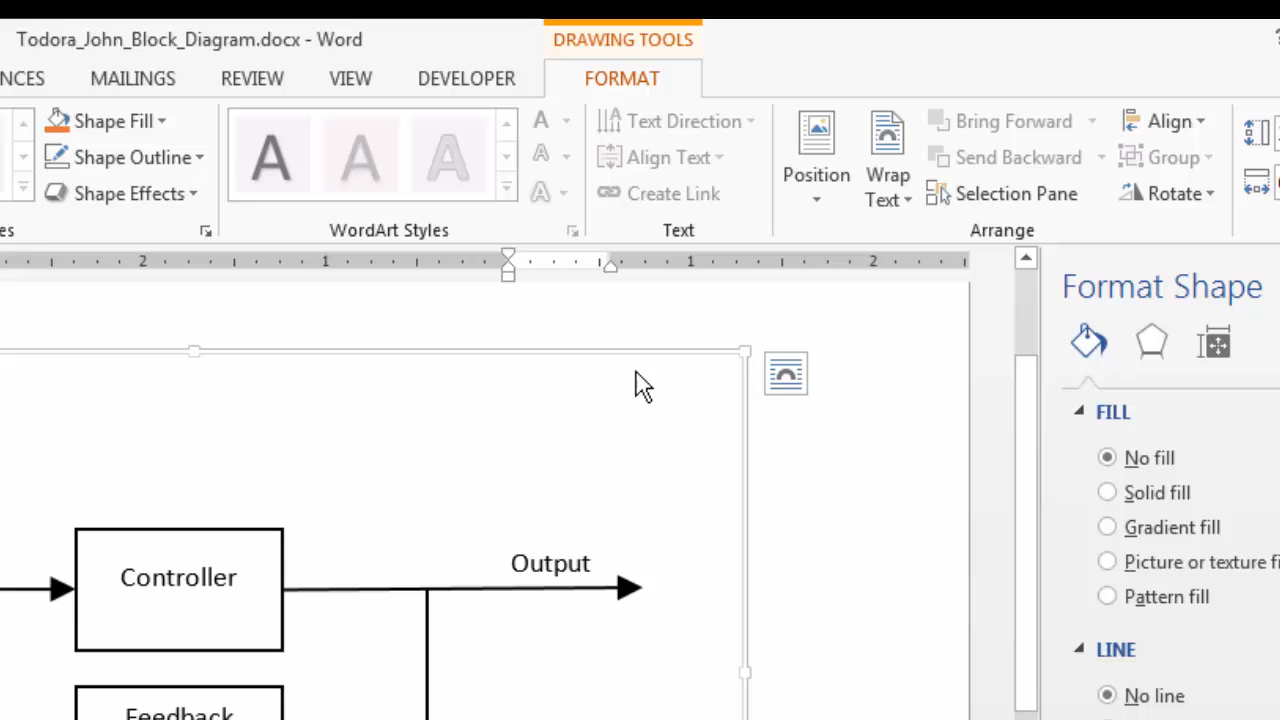 Todora_John_Block_Diagram.docx - Word
DRAWING TOOLS
?
NCES MAILINGS REVIEW VIEW DEVELOPER FORMAT
Shape Fill
Shape Outline
Shape Effects
A A A
A
A
A
Text Direction
Align Text
Create Link
Position
Wrap
Text
Bring Forward
Send Backward
Selection Pane
Align
Group
Rotate
es WordArt Styles Text Arrange
2 1 1 2
Format Shape
FILL
No fill
Solid fill
Gradient fill
Picture or texture fi
Pattern fill
LINE
No line
Controller
Output
Feedback